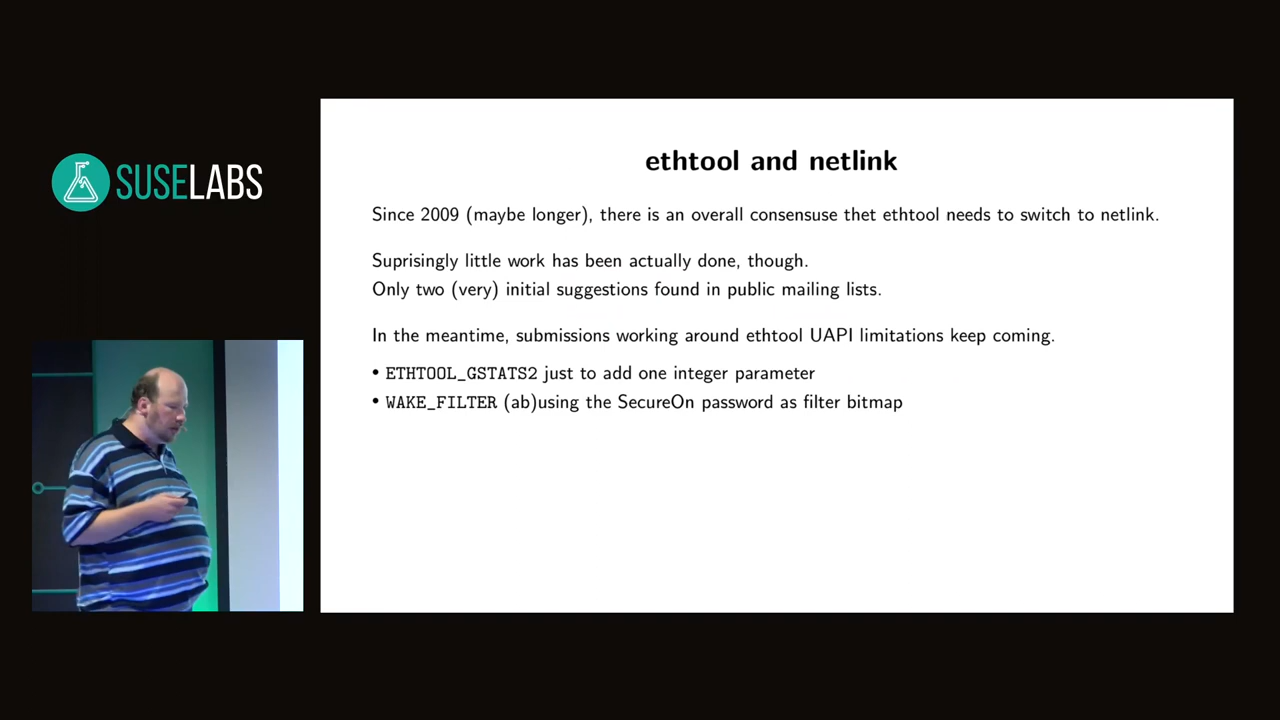 SUSELABS
ethtool and netlink
Since 2009 (maybe longer), there is an overall consensuse thet ethtool needs to switch to netlink.
Suprisingly little work has been actually done, though.
Only two (very) initial suggestions found in public mailing lists.
In the meantime, submissions working around ethtool UAPI limitations keep coming.
• ETHTOOL_GSTATS2 just to add one integer parameter
• WAKE_FILTER (ab)using the SecureOn password as filter bitmap